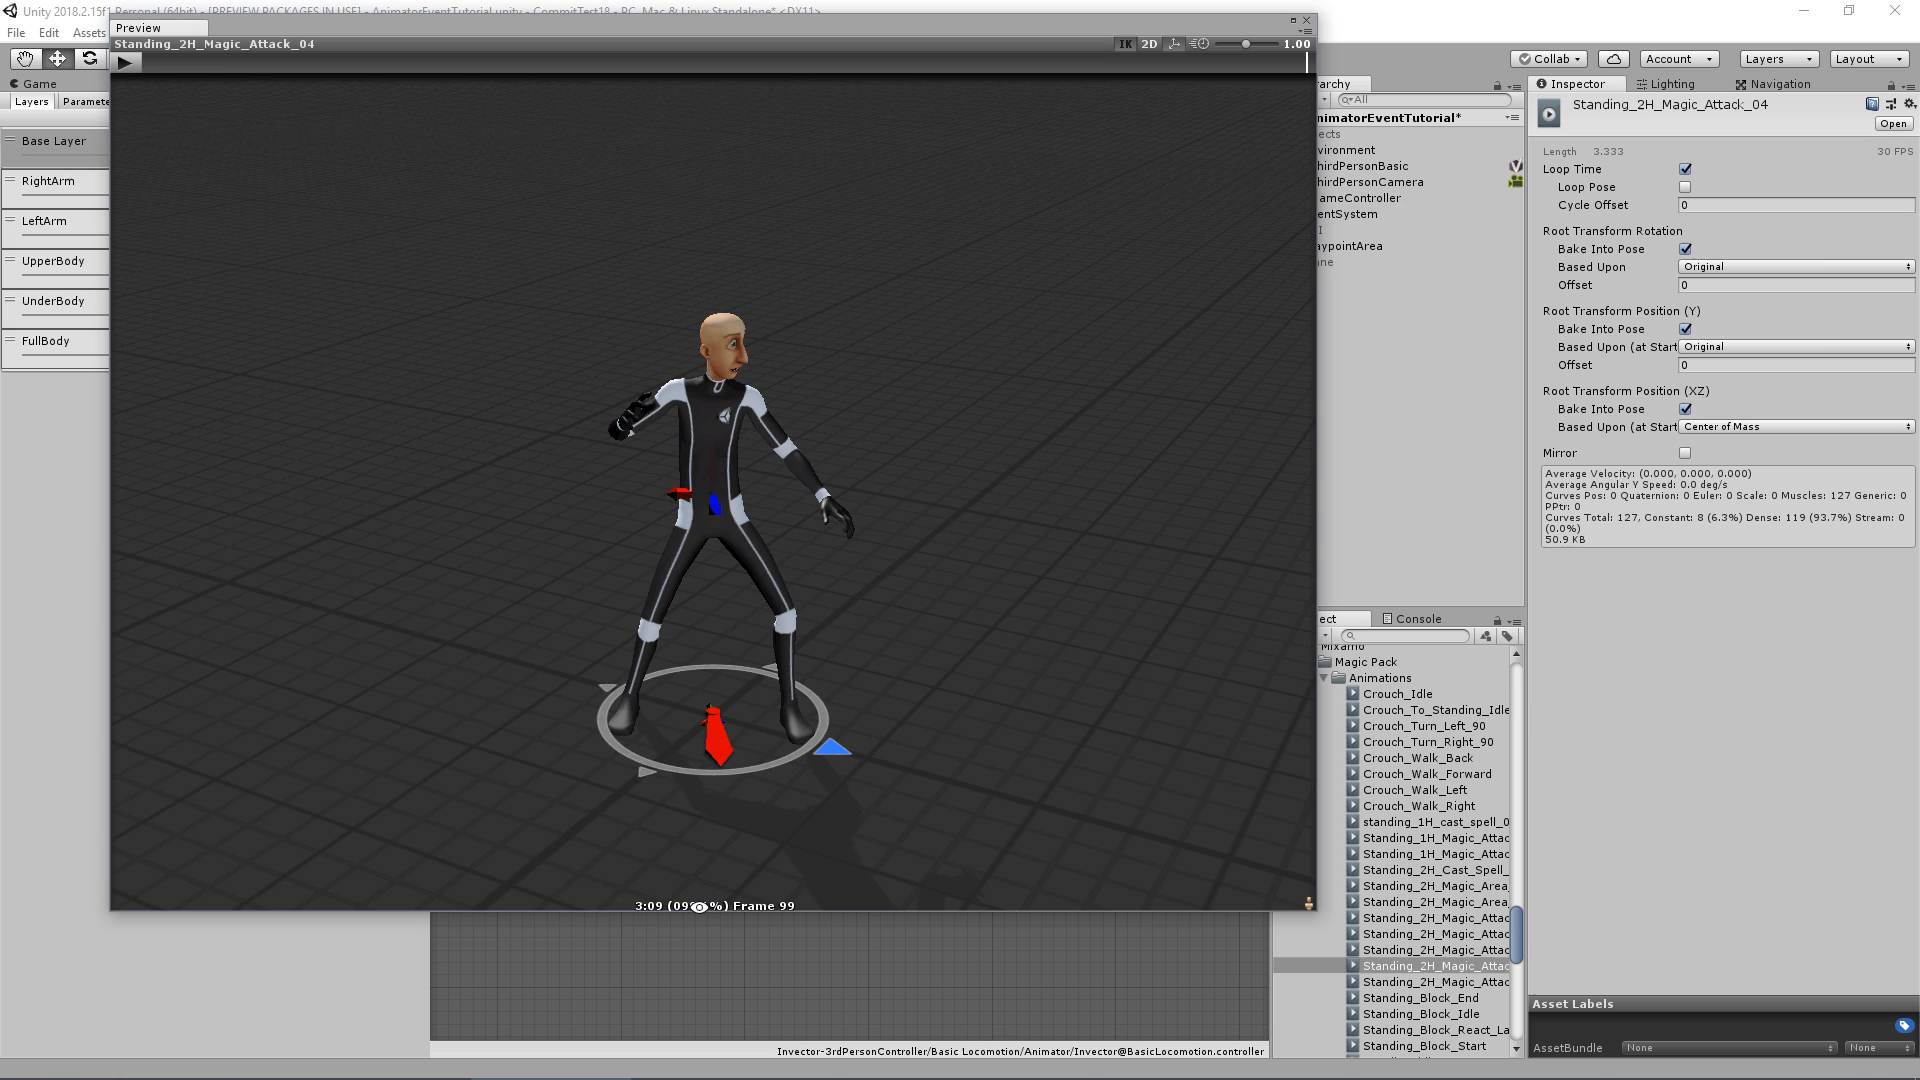 Unity 2018.2.15f1 Personal (64bit) - [PREVIEW PACKAGES IN USE] - AnimatorEventTutorial.unity - CommitTest18 - PC, Mac & Linux Standalone* <DX11>
File Edit Assets
Preview
Standing_2H_Magic_Attack_04
IK 2D 1.00
Collab Account Layers Layout
Game
Layers Paramete
Base Layer
RightArm
LeftArm
UpperBody
UnderBody
FullBody
3:09 (09 %) Frame 99
Invector-3rdPersonController/Basic Locomotion/Animator/Invector@BasicLocomotion.controller
rarchy
All
nimatorEventTutorial*
ects
vironment
hirdPersonBasic
hirdPersonCamera
ameController
entSystem
I
aypointArea
ane
ect Console
Mixamo
Magic Pack
Animations
Crouch_Idle
Crouch_To_Standing_Idle
Crouch_Turn_Left_90
Crouch_Turn_Right_90
Crouch_Walk_Back
Crouch_Walk_Forward
Crouch_Walk_Left
Crouch_Walk_Right
standing_1H_cast_spell_0
Standing_1H_Magic_Attac
Standing_1H_Magic_Attac
Standing_2H_Cast_Spell_
Standing_2H_Magic_Area_
Standing_2H_Magic_Area_
Standing_2H_Magic_Attac
Standing_2H_Magic_Attac
Standing_2H_Magic_Attac
Standing_2H_Magic_Attac
Standing_2H_Magic_Attac
Standing_Block_End
Standing_Block_Idle
Standing_Block_React_La
Standing_Block_Start
Inspector Lighting Navigation
Standing_2H_Magic_Attack_04
Open
Length 3.333 30 FPS
Loop Time
Loop Pose
Cycle Offset 0
Root Transform Rotation
Bake Into Pose
Based Upon Original
Offset 0
Root Transform Position (Y)
Bake Into Pose
Based Upon (at Start Original
Offset 0
Root Transform Position (XZ)
Bake Into Pose
Based Upon (at Start Center of Mass
Mirror
Average Velocity: (0.000, 0.000, 0.000)
Average Angular Y Speed: 0.0 deg/s
Curves Pos: 0 Quaternion: 0 Euler: 0 Scale: 0 Muscles: 127 Generic: 0
PPtr: 0
Curves Total: 127, Constant: 8 (6.3%) Dense: 119 (93.7%) Stream: 0
(0.0%)
50.9 KB
Asset Labels
AssetBundle None None